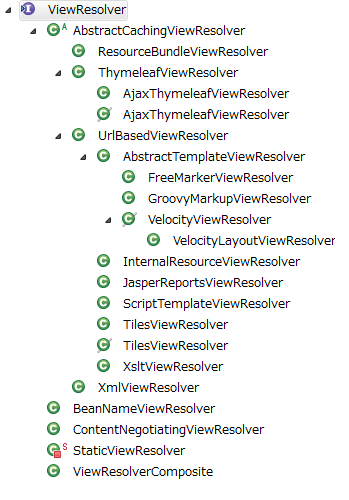 ViewResolver
AbstractCachingViewResolver
ResourceBundleViewResolver
ThymeleafViewResolver
AjaxThymeleafViewResolver
AjaxThymeleafViewResolver
UrlBasedViewResolver
AbstractTemplateViewResolver
FreeMarkerViewResolver
GroovyMarkupViewResolver
VelocityViewResolver
VelocityLayoutViewResolver
InternalResourceViewResolver
JasperReportsViewResolver
ScriptTemplateViewResolver
TilesViewResolver
TilesViewResolver
XsltViewResolver
XmlViewResolver
BeanNameViewResolver
ContentNegotiatingViewResolver
StaticViewResolver
ViewResolverComposite